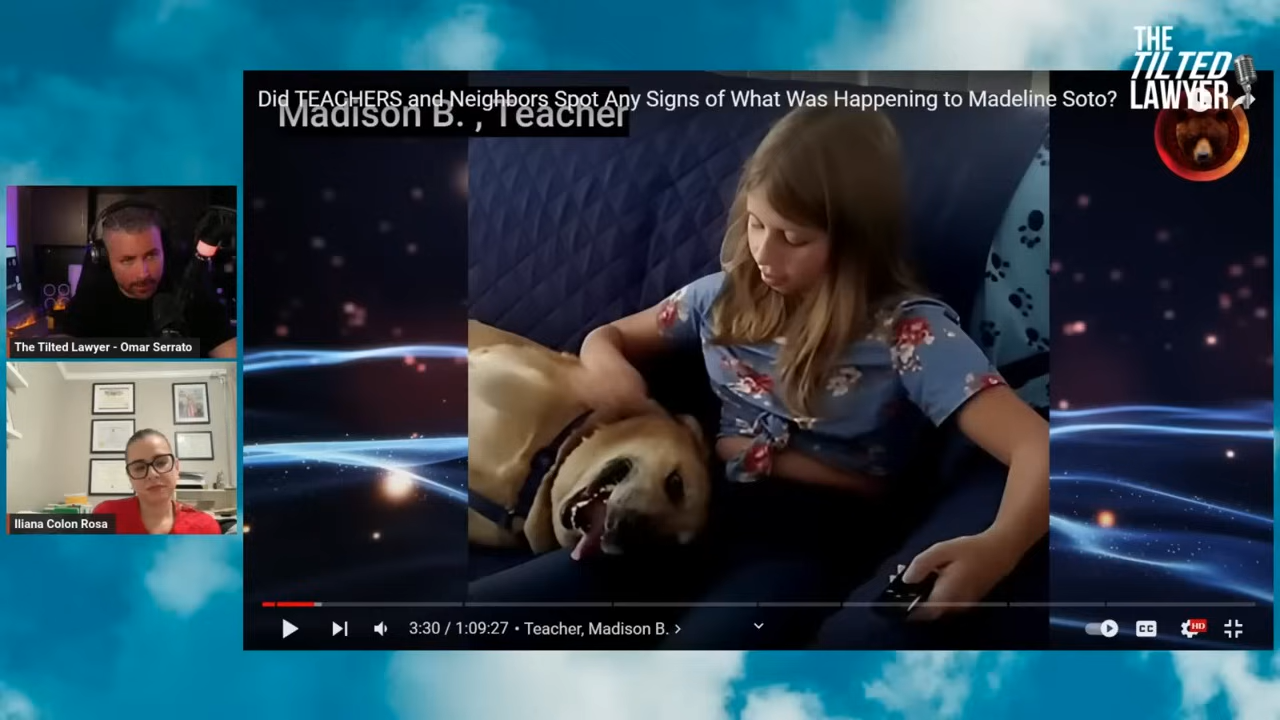 THE
TILTED
LAWYER
Did TEACHERS and Neighbors Spot Any Signs of What Was Happening to Madeline Soto?
Madison B. , Teacher
The Tilted Lawyer - Omar Serrato
Iliana Colon Rosa
3:30 / 1:09:27 • Teacher, Madison B. >
CC
HD